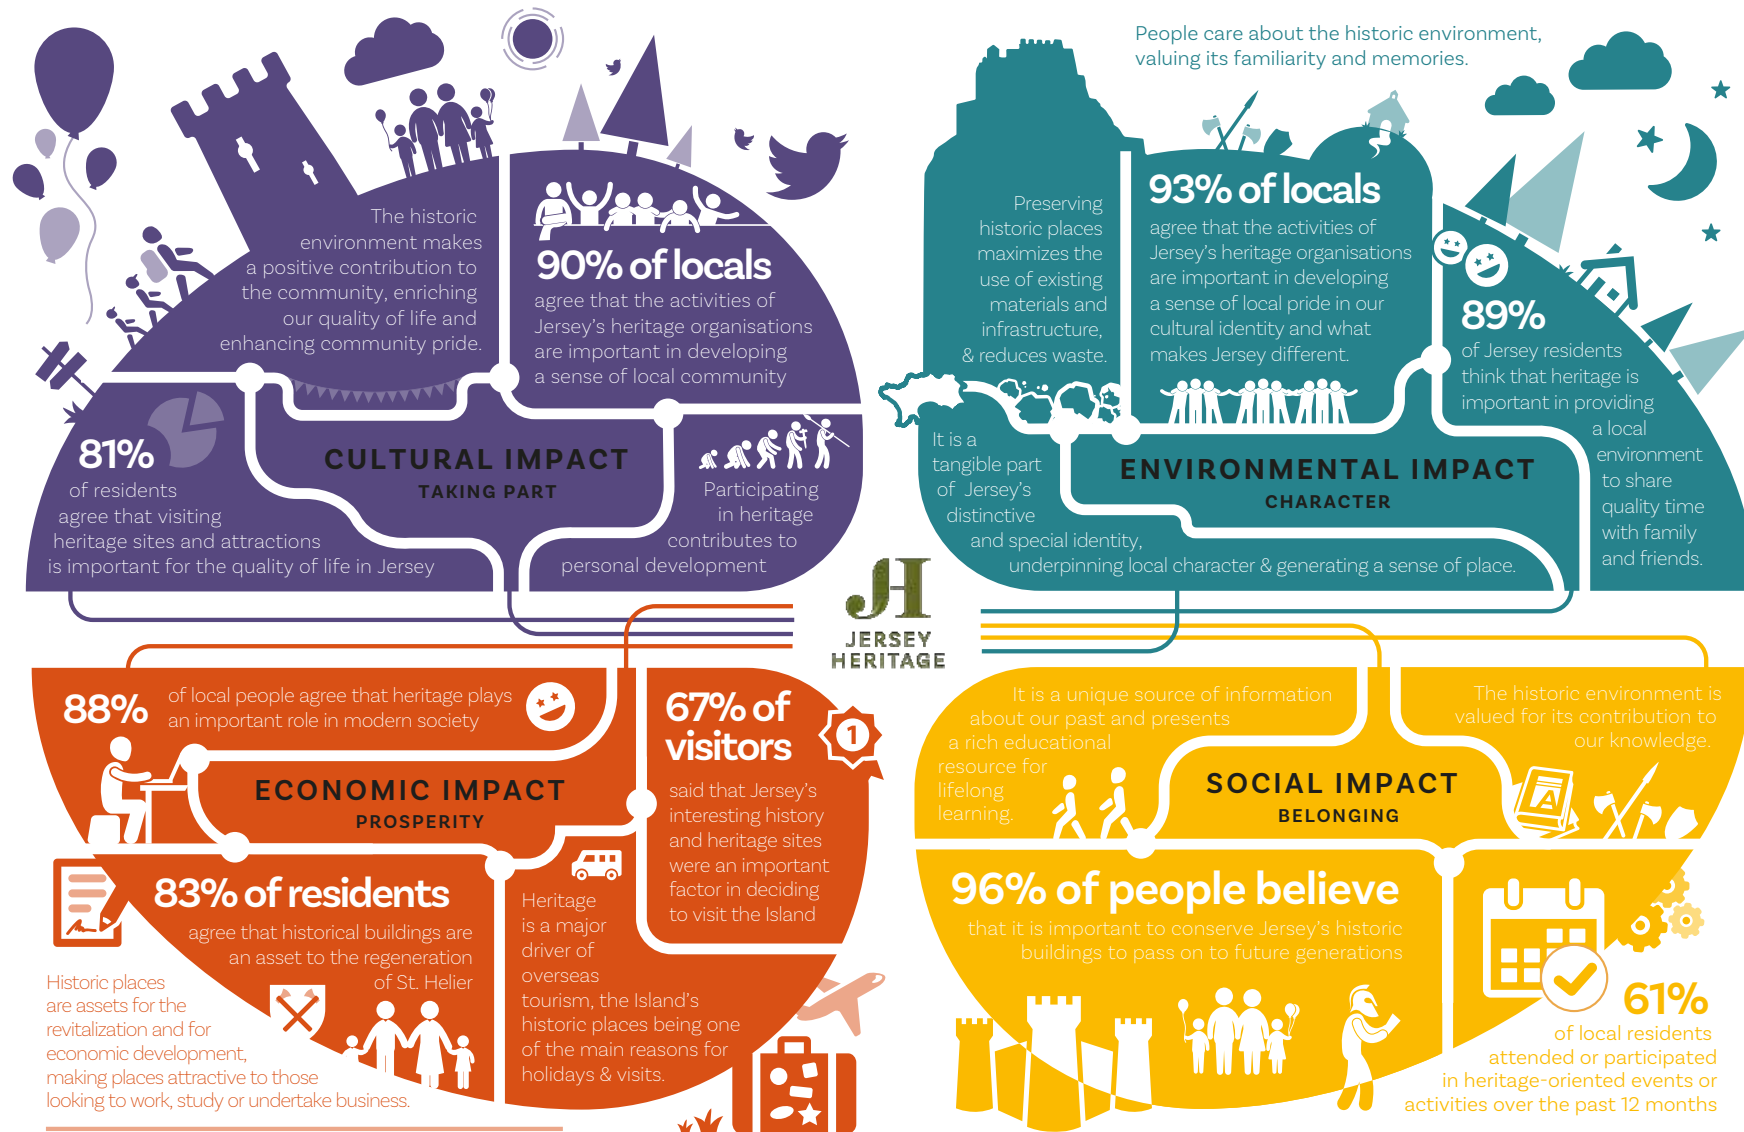 The historic
environment makes
a positive contribution to
the community, enriching
our quality of life and
enhancing community pride.
90% of locals
agree that the activities of
Jersey's heritage organisations
are important in developing
a sense of local community
81%
of residents
agree that visiting
heritage sites and attractions
is important for the quality of life in Jersey
CULTURAL IMPACT
TAKING PART
Participating
in heritage
contributes to
personal development
People care about the historic environment,
valuing its familiarity and memories.
Preserving
historic places
maximizes the
use of existing
materials and
infrastructure,
& reduces waste.
93% of locals
agree that the activities of
Jersey's heritage organisations
are important in developing
a sense of local pride in our
cultural identity and what
makes Jersey different.
89%
of Jersey residents
think that heritage is
important in providing
a local
environment
to share
quality time
with family
and friends.
It is a
tangible part
of Jersey's
distinctive
and special identity,
underpinning local character & generating a sense of place.
ENVIRONMENTAL IMPACT
CHARACTER
JH
JERSEY
HERITAGE
88%
of local people agree that heritage plays
an important role in modern society
67% of
visitors
1
said that Jersey's
interesting history
and heritage sites
were an important
factor in deciding
to visit the Island
ECONOMIC IMPACT
PROSPERITY
83% of residents
agree that historical buildings are
an asset to the regeneration
of St. Helier
Historic places
are assets for the
revitalization and for
economic development,
making places attractive to those
looking to work, study or undertake business.
Heritage
is a major
driver of
overseas
tourism, the Island's
historic places being one
of the main reasons for
holidays & visits.
It is a unique source of information
about our past and presents
a rich educational
resource for
lifelong
learning.
The historic environment is
valued for its contribution to
our knowledge.
A
SOCIAL IMPACT
BELONGING
96% of people believe
that it is important to conserve Jersey's historic
buildings to pass on to future generations
61%
of local residents
attended or participated
in heritage-oriented events or
activities over the past 12 months